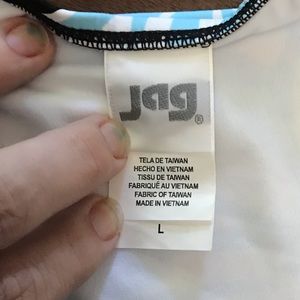 Jag®
TELA DE TAIWAN
HECHO EN VIETNAM
TISSU DE TAIWAN
FABRIQUÉ AU VIETNAM
FABRIC OF TAIWAN
MADE IN VIETNAM
L